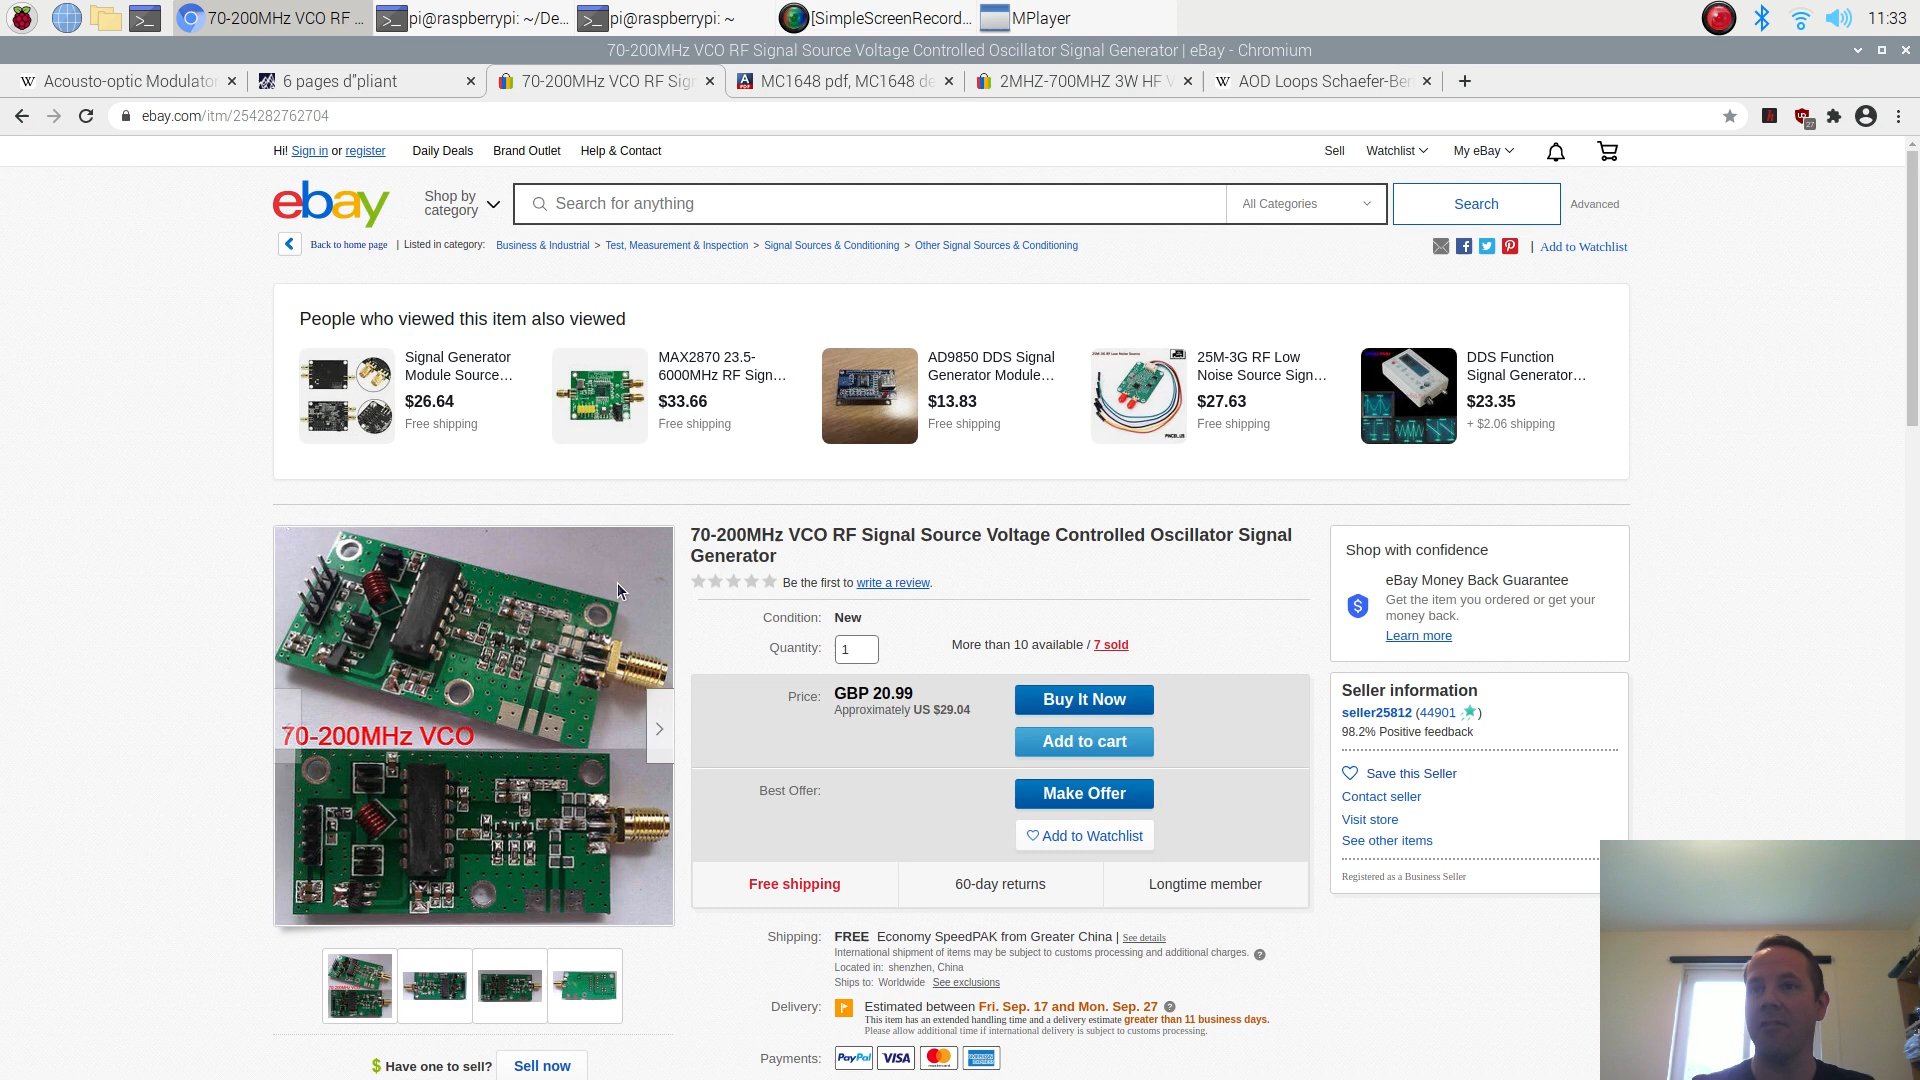 70-200MHz VCO RF ...
pi@raspberrypi: ~/De...
pi@raspberrypi: ~
[SimpleScreenRecord...
MPlayer
11:33
70-200MHz VCO RF Signal Source Voltage Controlled Oscillator Signal Generator | eBay - Chromium
Acousto-optic Modulator
6 pages d"pliant
70-200MHz VCO RF Sig
MC1648 pdf, MC1648 de
2MHZ-700MHZ 3W HF V
AOD Loops Schaefer-Ber
ebay.com/itm/254282762704
27
Hi! Sign in or register
Daily Deals
Brand Outlet
Help & Contact
Sell
Watchlist
My eBay
ebay
Shop by
category
Search for anything
All Categories
Search
Advanced
Back to home page
| Listed in category:
Business & Industrial > Test, Measurement & Inspection > Signal Sources & Conditioning > Other Signal Sources & Conditioning
| Add to Watchlist
People who viewed this item also viewed
Signal Generator
Module Source...
$26.64
Free shipping
MAX2870 23.5-
6000MHz RF Sign...
$33.66
Free shipping
AD9850 DDS Signal
Generator Module...
$13.83
Free shipping
25M-3G RF Low
Noise Source Sign...
$27.63
Free shipping
DDS Function
Signal Generator...
$23.35
+ $2.06 shipping
70-200MHz VCO
70-200MHz VCO RF Signal Source Voltage Controlled Oscillator Signal
Generator
Be the first to write a review.
Condition: New
Quantity: 1
More than 10 available / 7 sold
Price: GBP 20.99
Approximately US $29.04
Buy It Now
Add to cart
Best Offer:
Make Offer
Add to Watchlist
Free shipping
60-day returns
Longtime member
Shipping: FREE Economy SpeedPAK from Greater China | See details
International shipment of items may be subject to customs processing and additional charges.
Located in: shenzhen, China
Ships to: Worldwide See exclusions
Delivery: Estimated between Fri. Sep. 17 and Mon. Sep. 27
This item has an extended handling time and a delivery estimate greater than 11 business days.
Please allow additional time if international delivery is subject to customs processing.
Payments: PayPal VISA
Shop with confidence
eBay Money Back Guarantee
Get the item you ordered or get your
money back.
Learn more
Seller information
seller25812 (44901)
98.2% Positive feedback
Save this Seller
Contact seller
Visit store
See other items
Registered as a Business Seller
Have one to sell?
Sell now